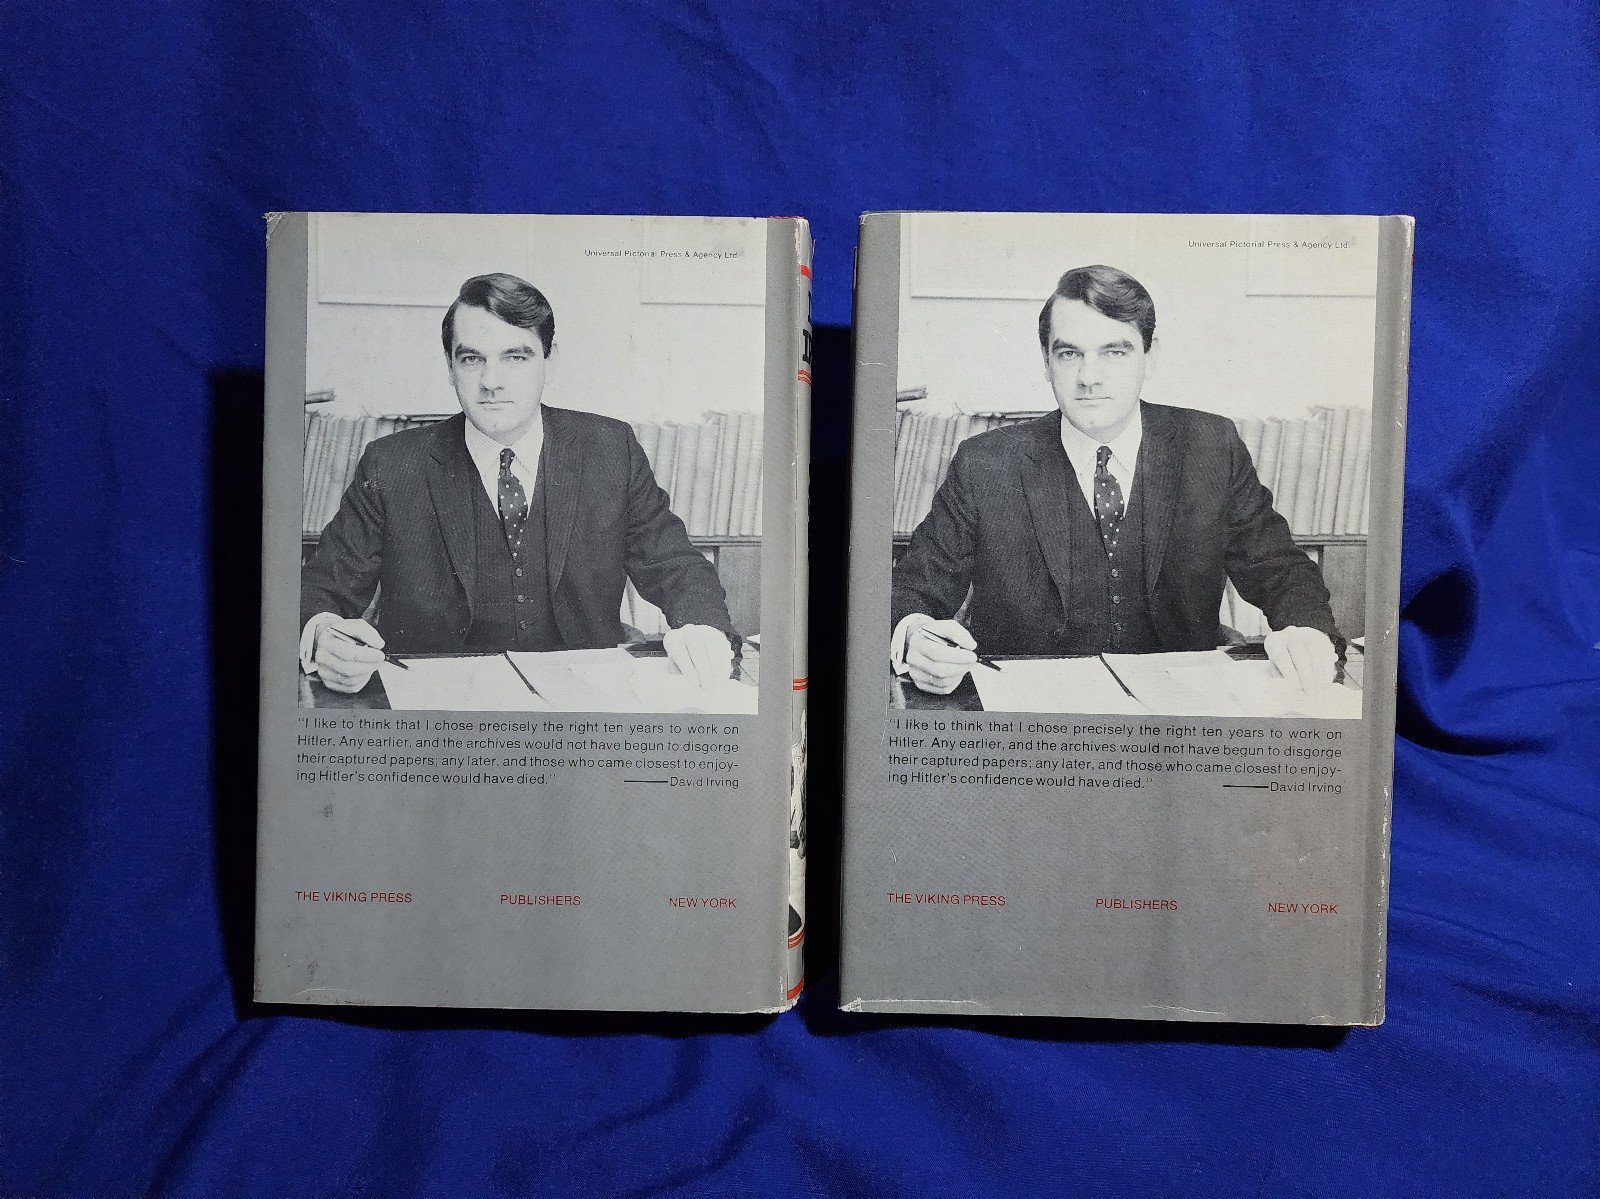 Universal Pictorial Press & Agency Ltd.
"I like to think that I chose precisely the right ten years to work on
Hitler. Any earlier, and the archives would not have begun to disgorge
their captured papers; any later, and those who came closest to enjoy-
ing Hitler's confidence would have died."
——David Irving
THE VIKING PRESS PUBLISHERS NEW YORK
Universal Pictorial Press & Agency Ltd.
"I like to think that I chose precisely the right ten years to work on
Hitler. Any earlier, and the archives would not have begun to disgorge
their captured papers; any later, and those who came closest to enjoy-
ing Hitler's confidence would have died."
——David Irving
THE VIKING PRESS PUBLISHERS NEW YORK